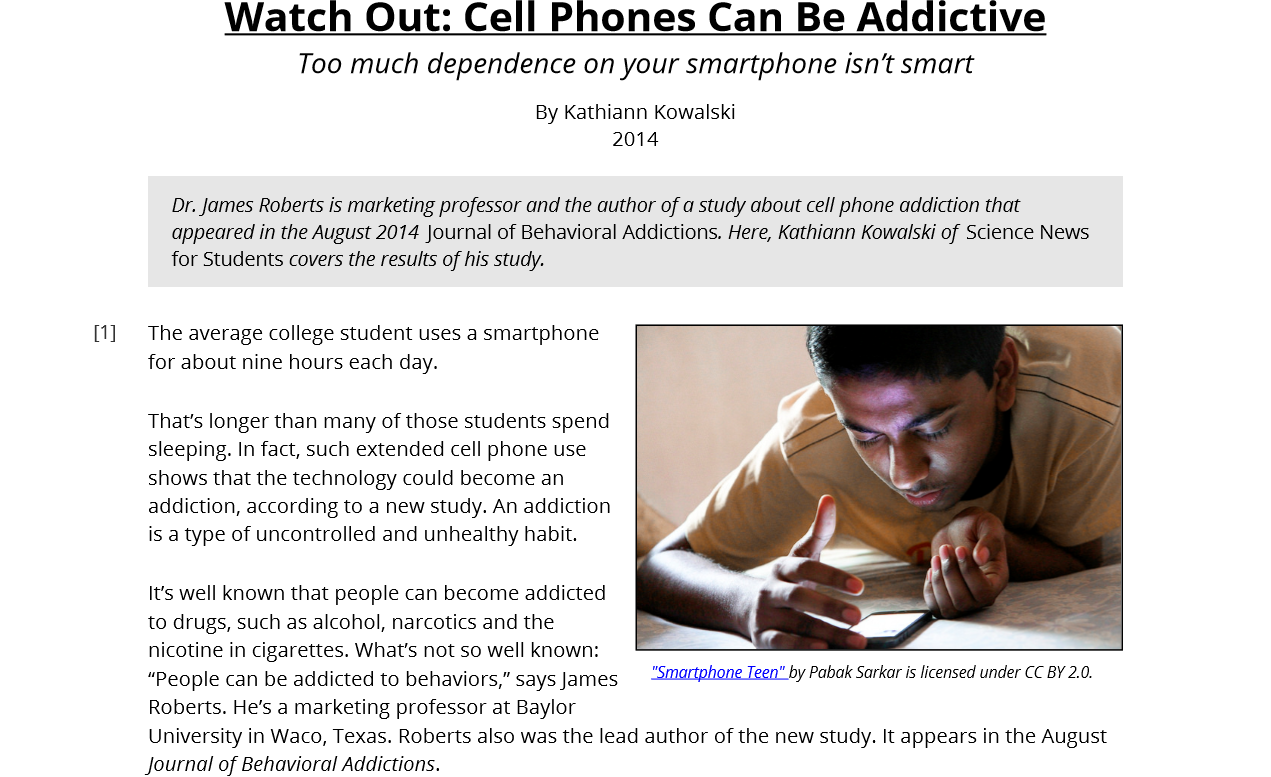 Watch Out: Cell Phones Can Be Addictive
Too much dependence on your smartphone isn’t smart
By Kathiann Kowalski
2014
Dr. James Roberts is marketing professor and the author of a study about cell phone addiction that
appeared in the August 2014 Journal of Behavioral Addictions. Here, Kathiann Kowalski of Science News
for Students covers the results of his study.
[1]
The average college student uses a smartphone
for about nine hours each day.
That’s longer than many of those students spend
sleeping. In fact, such extended cell phone use
shows that the technology could become an
addiction, according to a new study. An addiction
is a type of uncontrolled and unhealthy habit.
It’s well known that people can become addicted
to drugs, such as alcohol, narcotics and the
nicotine in cigarettes. What’s not so well known:
“People can be addicted to behaviors,” says James
Roberts. He’s a marketing professor at Baylor
University in Waco, Texas. Roberts also was the lead author of the new study. It appears in the August
Journal of Behavioral Addictions.
"Smartphone Teen" by Pabak Sarkar is licensed under CC BY 2.0.